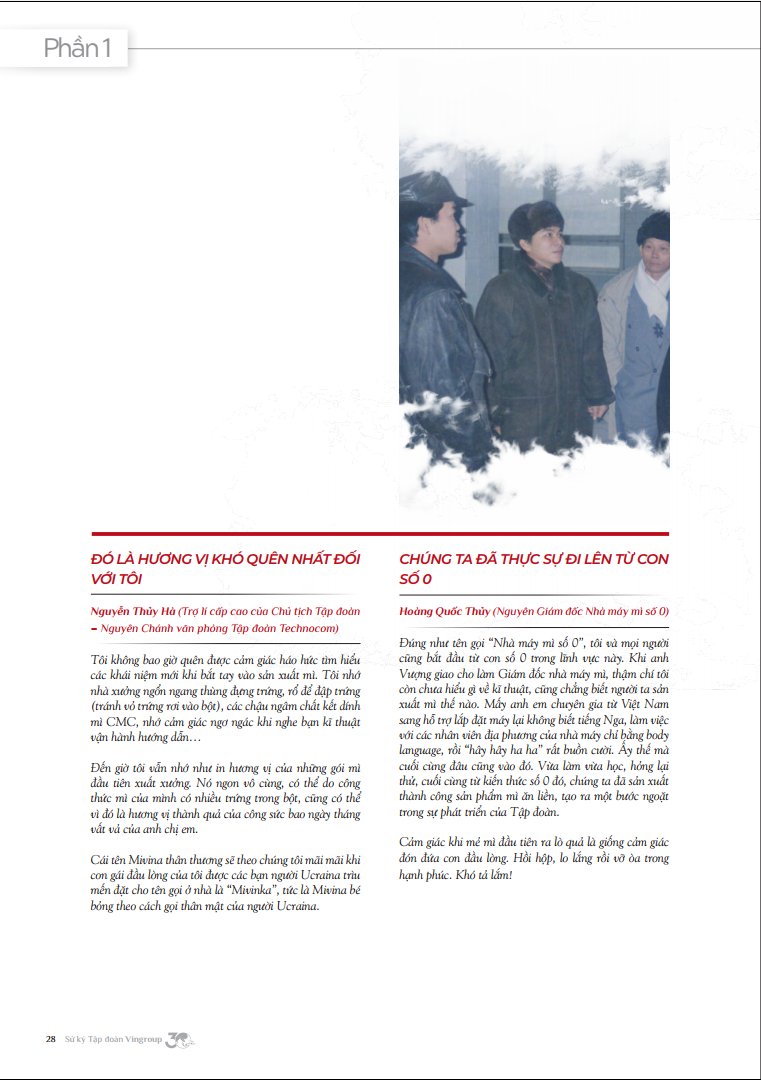 Phần 1
ĐÓ LÀ HƯƠNG VỊ KHÓ QUÊN NHẤT ĐỐI
VỚI TÔI
Nguyễn Thủy Hà (Trợ lí cấp cao của Chủ tịch Tập đoàn
– Nguyên Chánh văn phòng Tập đoàn Technocom)
Tôi không bao giờ quên được cảm giác háo hức tìm hiểu
các khái niệm mới khi bắt tay vào sản xuất mì. Tôi nhớ
nhà xưởng ngổn ngang thùng đựng trứng, rổ để đập trứng
(tránh vỏ trứng rơi vào bột), các chậu ngâm chất kết dính
mì CMC, nhớ cảm giác ngơ ngác khi nghe bạn kĩ thuật
vận hành hướng dẫn…
Đến giờ tôi vẫn nhớ như in hương vị của những gói mì
đầu tiên xuất xưởng. Nó ngon vô cùng, có thể do công
thức mì của mình có nhiều trứng trong bột, cũng có thể
vì đó là hương vị thành quả của công sức bao ngày tháng
vất vả của anh chị em.
Cái tên Mivina thân thương sẽ theo chúng tôi mãi mãi khi
con gái đầu lòng của tôi được các bạn người Ucraina trìu
mến đặt cho tên gọi ở nhà là “Mivinka”, tức là Mivina bé
bỏng theo cách gọi thân mật của người Ucraina.
CHÚNG TA ĐÃ THỰC SỰ ĐI LÊN TỪ CON
SỐ 0
Hoàng Quốc Thủy (Nguyên Giám đốc Nhà máy mì số 0)
Đúng như tên gọi “Nhà máy mì số 0”, tôi và mọi người
cũng bắt đầu từ con số 0 trong lĩnh vực này. Khi anh
Vượng giao cho làm Giám đốc nhà máy mì, thậm chí tôi
còn chưa hiểu gì về kĩ thuật, cũng chẳng biết người ta sản
xuất mì thế nào. Mấy anh em chuyên gia từ Việt Nam
sang hỗ trợ lắp đặt máy lại không biết tiếng Nga, làm việc
với các nhân viên địa phương của nhà máy chỉ bằng body
language, rồi “hây hây ha ha” rất buồn cười. Ấy thế mà
cuối cùng đâu cũng vào đó. Vừa làm vừa học, hỏng lại
thử, cuối cùng từ kiến thức số 0 đó, chúng ta đã sản xuất
thành công sản phẩm mì ăn liền, tạo ra một bước ngoặt
trong sự phát triển của Tập đoàn.
Cảm giác khi mẻ mì đầu tiên ra lò quả là giống cảm giác
đón đứa con đầu lòng. Hồi hộp, lo lắng rồi vỡ òa trong
hạnh phúc. Khó tả lắm!
28 Sử ký Tập đoàn Vingroup 30